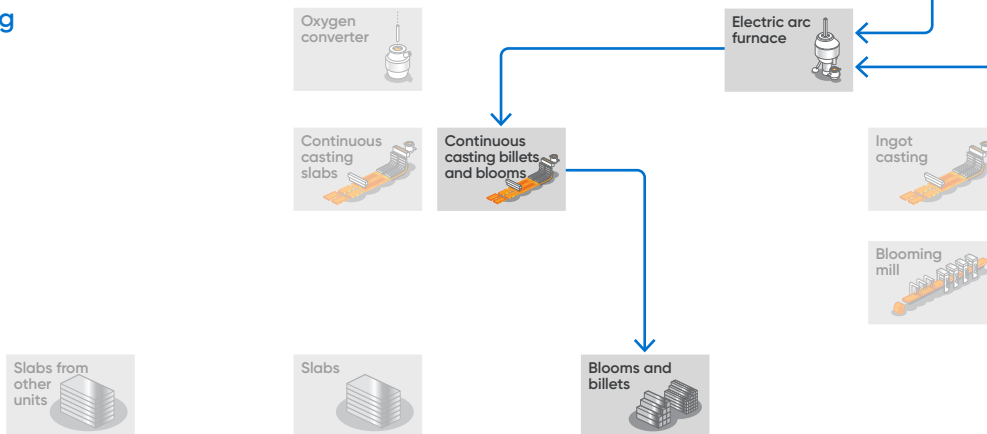 g
Oxygen
converter
Electric arc
furnace
Continuous
casting
slabs
Continuous
casting billets
and blooms
Ingot
casting
Blooming
mill
Slabs from
other
units
Slabs
Blooms and
billets